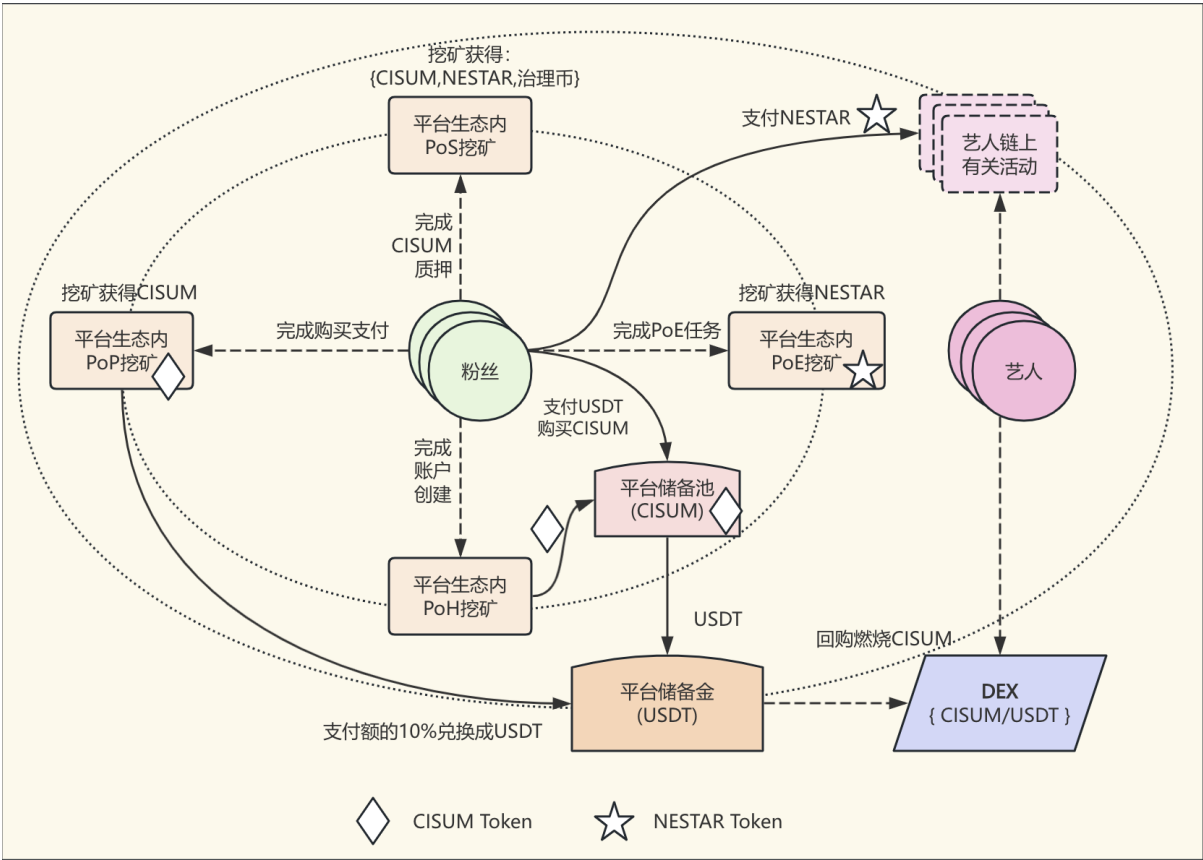 挖矿获得：
{CISUM,NESTAR,治理币}
平台生态内
PoS挖矿
支付NESTAR
艺人链上
有关活动
完成
CISUM
质押
挖矿获得CISUM
平台生态内
PoP挖矿
完成购买支付
粉丝
完成PoE任务
挖矿获得NESTAR
平台生态内
PoE挖矿
艺人
支付USDT
购买CISUM
完成
账户
创建
平台储备池
(CISUM)
平台生态内
PoH挖矿
USDT
回购燃烧CISUM
平台储备金
(USDT)
DEX
{ CISUM/USDT }
支付额的10%兑换成USDT
CISUM Token
NESTAR Token